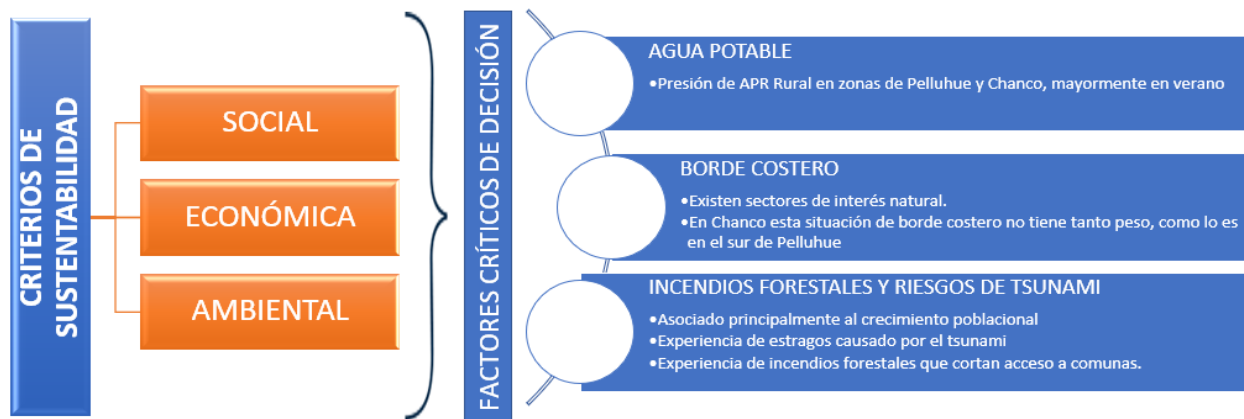 CRITERIOS DE
SUSTENTABILIDAD
SOCIAL
ECONÓMICA
AMBIENTAL
FACTORES CRÍTICOS DE DECISIÓN
AGUA POTABLE
•Presión de APR Rural en zonas de Pelluhue y Chanco, mayormente en verano
BORDE COSTERO
•Existen sectores de interés natural.
•En Chanco esta situación de borde costero no tiene tanto peso, como lo es
en el sur de Pelluhue
INCENDIOS FORESTALES Y RIESGOS DE TSUNAMI
•Asociado principalmente al crecimiento poblacional
•Experiencia de estragos causado por el tsunami
•Experiencia de incendios forestales que cortan acceso a comunas.